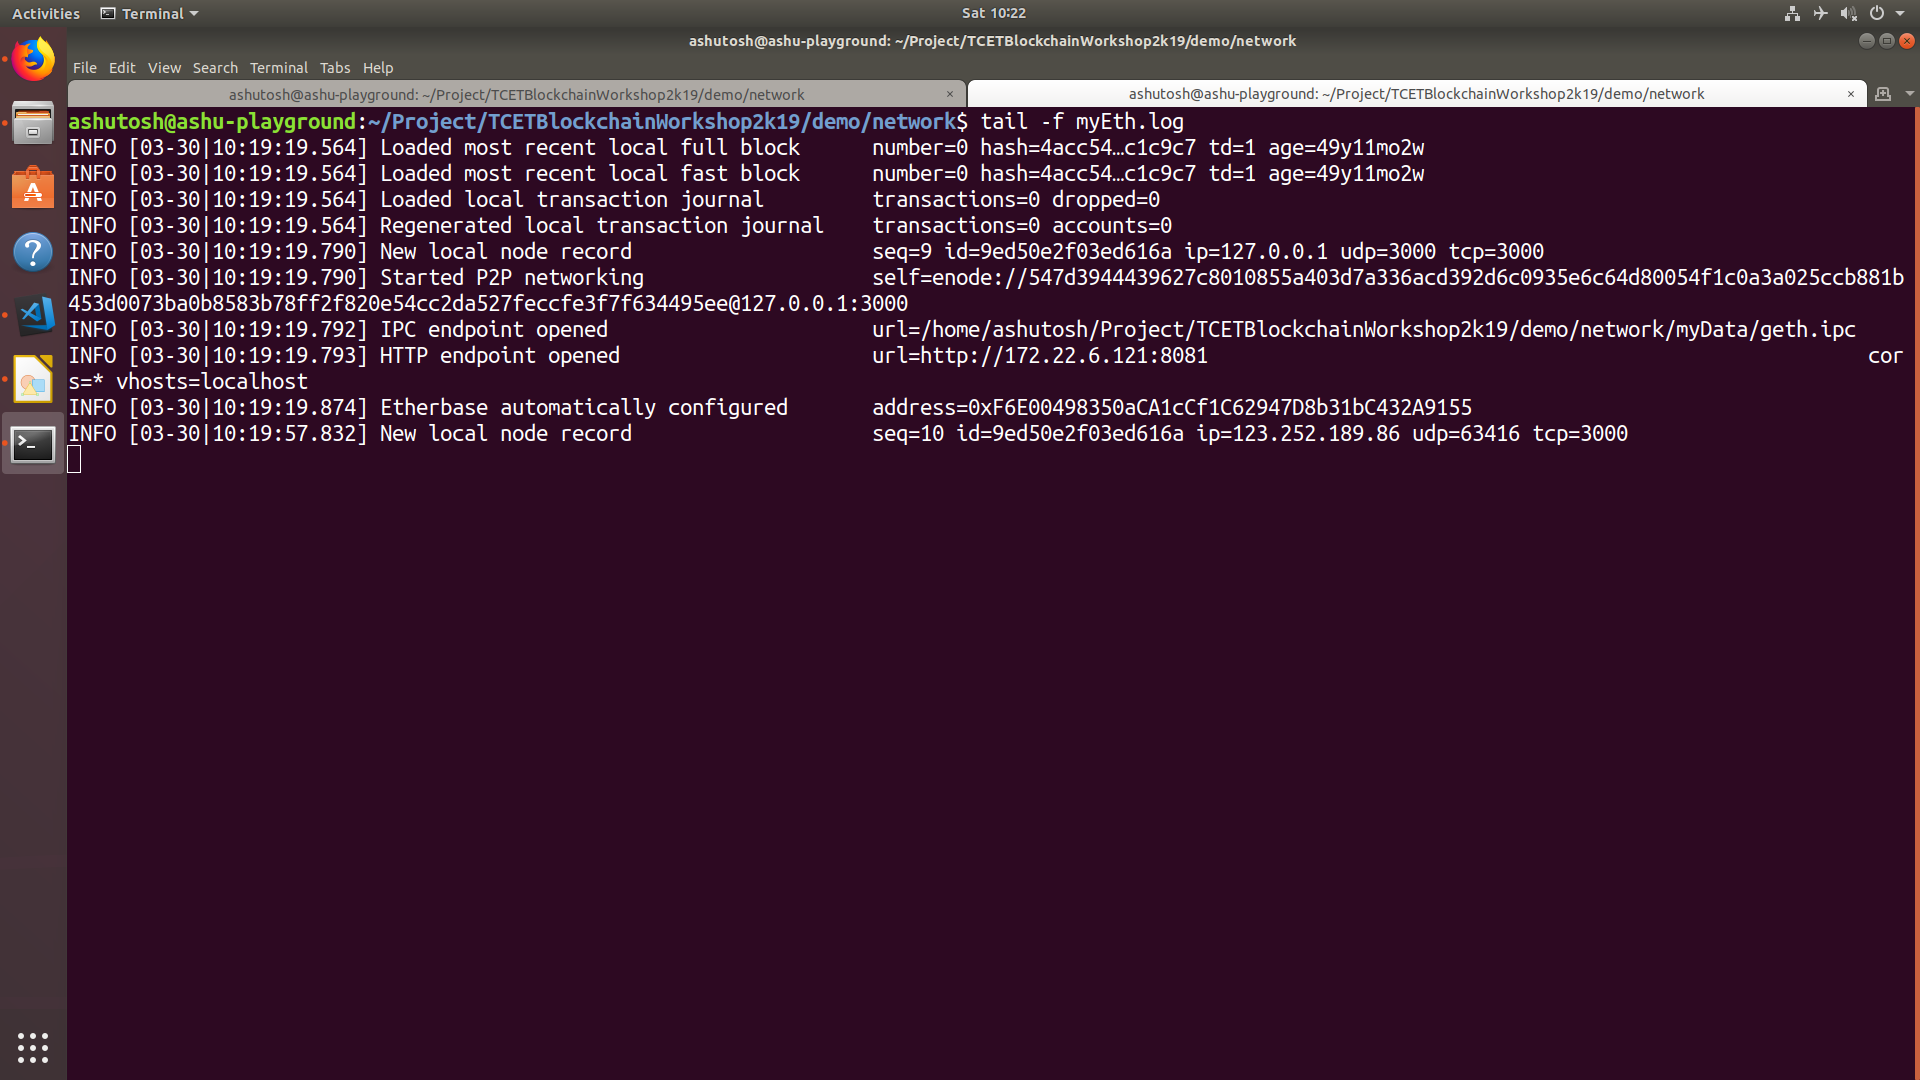 Activities Terminal Sat 10:22
ashutosh@ashu-playground: ~/Project/TCETBlockchainWorkshop2k19/demo/network
File Edit View Search Terminal Tabs Help
ashutosh@ashu-playground: ~/Project/TCETBlockchainWorkshop2k19/demo/network × ashutosh@ashu-playground: ~/Project/TCETBlockchainWorkshop2k19/demo/network ×
ashutosh@ashu-playground:~/Project/TCETBlockchainWorkshop2k19/demo/network$ tail -f myEth.log
INFO [03-30|10:19:19.564] Loaded most recent local full block number=0 hash=4acc54…c1c9c7 td=1 age=49y11mo2w
INFO [03-30|10:19:19.564] Loaded most recent local fast block number=0 hash=4acc54…c1c9c7 td=1 age=49y11mo2w
INFO [03-30|10:19:19.564] Loaded local transaction journal transactions=0 dropped=0
INFO [03-30|10:19:19.564] Regenerated local transaction journal transactions=0 accounts=0
INFO [03-30|10:19:19.790] New local node record seq=9 id=9ed50e2f03ed616a ip=127.0.0.1 udp=3000 tcp=3000
INFO [03-30|10:19:19.790] Started P2P networking self=enode://547d3944439627c8010855a403d7a336acd392d6c0935e6c64d80054f1c0a3a025ccb881b
453d0073ba0b8583b78ff2f820e54cc2da527feccfe3f7f634495ee@127.0.0.1:3000
INFO [03-30|10:19:19.792] IPC endpoint opened url=/home/ashutosh/Project/TCETBlockchainWorkshop2k19/demo/network/myData/geth.ipc
INFO [03-30|10:19:19.793] HTTP endpoint opened url=http://172.22.6.121:8081 cor
s=* vhosts=localhost
INFO [03-30|10:19:19.874] Etherbase automatically configured address=0xF6E00498350aCA1cCf1C62947D8b31bC432A9155
INFO [03-30|10:19:57.832] New local node record seq=10 id=9ed50e2f03ed616a ip=123.252.189.86 udp=63416 tcp=3000